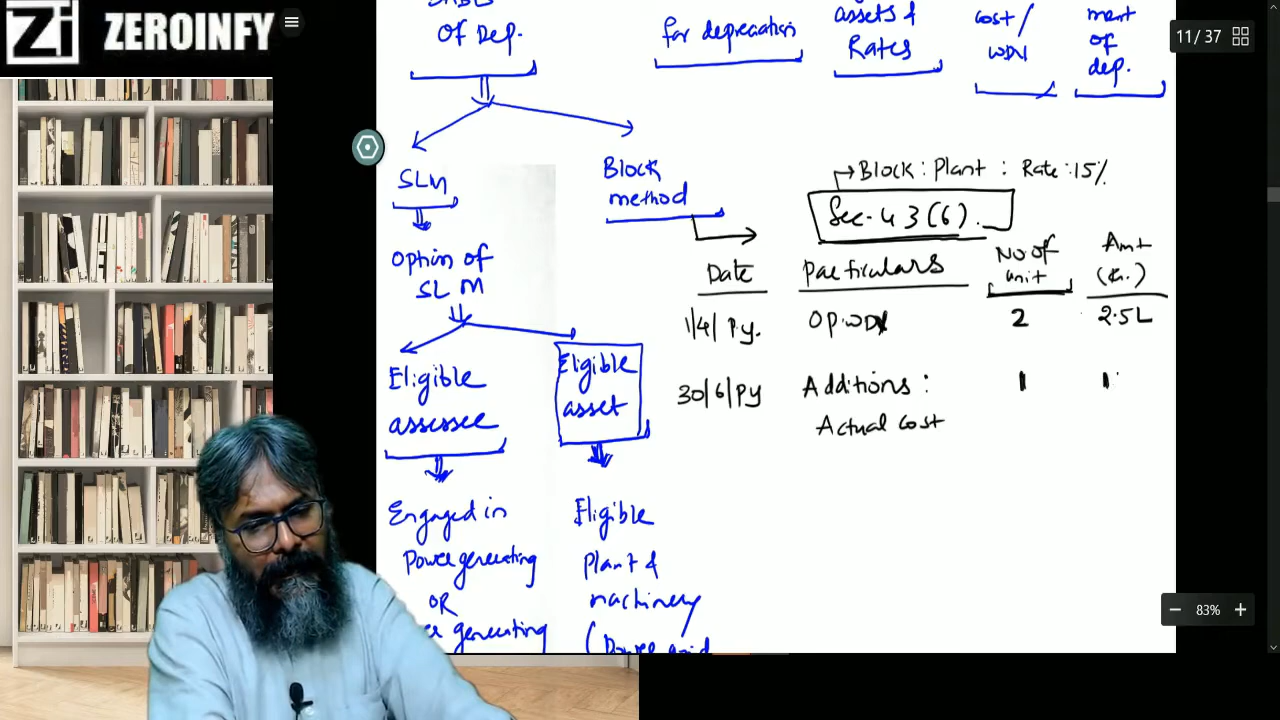 Zi ZEROINFY
11 / 37
Of Dep.
for depreciation
assets &
Rates
cost/
WDV
ment
of
dep.
SLM
Block
method
→Block : Plant : Rate : 15%
Sec. 43(6).
Option of
SLM
Date
Particulars
No of
unit
Amt
(Rs.)
1/4/P.Y.
OP.WDV
2
2.5L
Eligible
assessee
Eligible
asset
30/6/PY
Additions :
Actual Cost
1
1
Engaged in
Power generating
OR
generating
Eligible
Plant &
machinery
83%